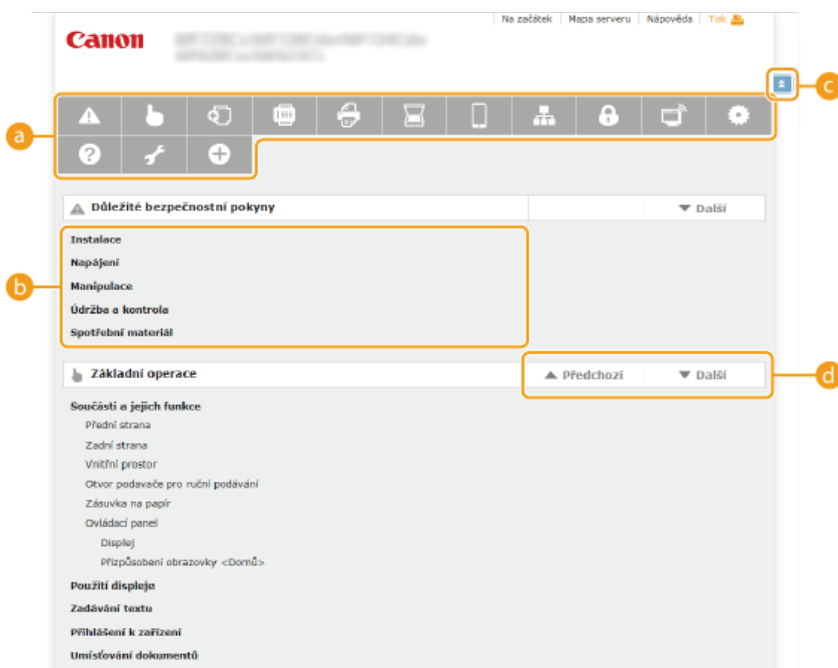 Na začátek Mapa serveru Nápověda Tisk
Canon
c
a
Důležité bezpečnostní pokyny Další
b
Instalace
Napájení
Manipulace
Údržba a kontrola
Spotřební materiál
Základní operace Předchozí Další
d
Součásti a jejich funkce
Přední strana
Zadní strana
Vnitřní prostor
Otvor podavače pro ruční podávání
Zásuvka na papír
Ovládací panel
Displej
Přizpůsobení obrazovky <Domů>
Použití displeje
Zadávání textu
Přihlášení k zařízení
Umísťování dokumentů